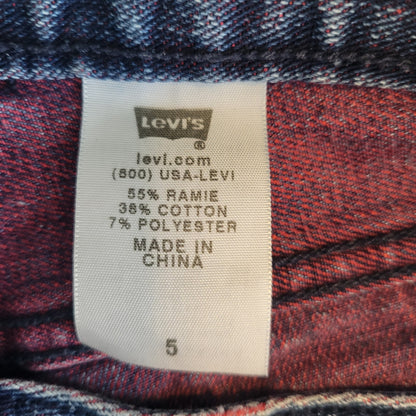 Levi's
®
levi.com
(800) USA-LEVI
55% RAMIE
38% COTTON
7% POLYESTER
MADE IN
CHINA
5